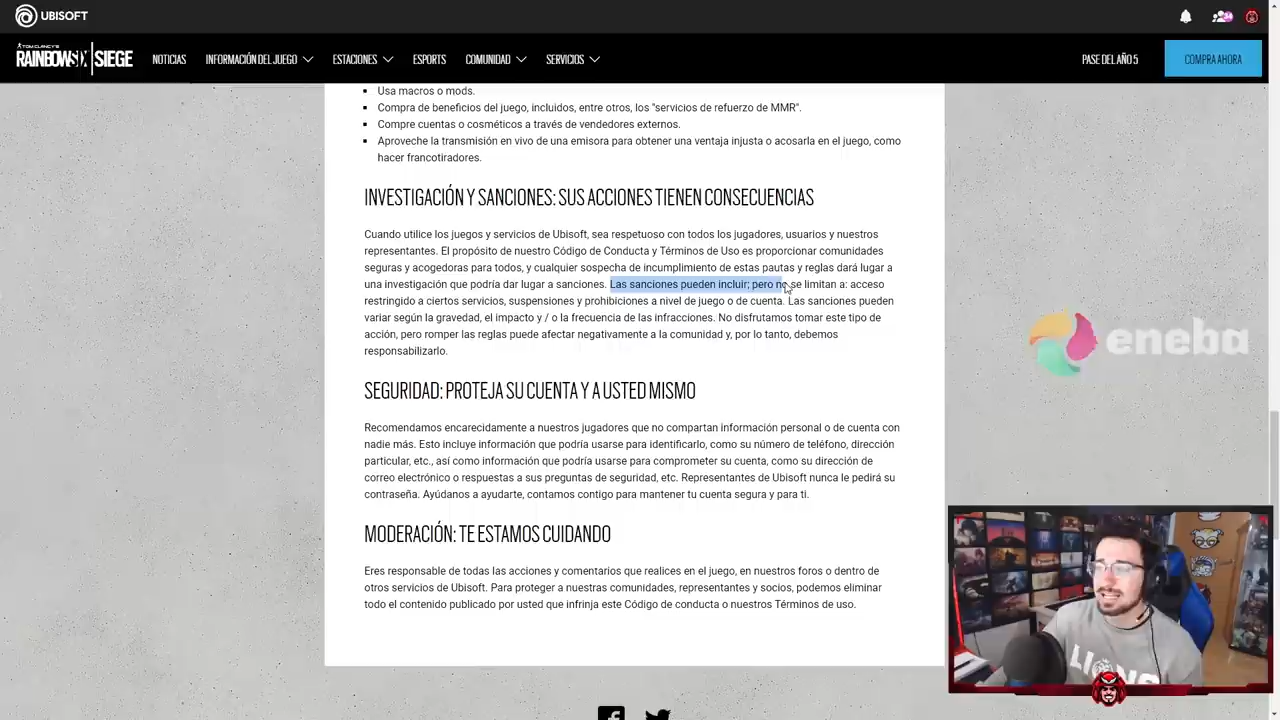 UBISOFT
TOM CLANCY'S
RAINBOWSIX|SIEGE
NOTICIAS
INFORMACIÓN DEL JUEGO
ESTACIONES
ESPORTS
COMUNIDAD
SERVICIOS
PASE DEL AÑO 5
COMPRA AHORA
Usa macros o mods.
Compra de beneficios del juego, incluidos, entre otros, los "servicios de refuerzo de MMR".
Compre cuentas o cosméticos a través de vendedores externos.
Aproveche la transmisión en vivo de una emisora para obtener una ventaja injusta o acosarla en el juego, como
hacer francotiradores.
INVESTIGACIÓN Y SANCIONES: SUS ACCIONES TIENEN CONSECUENCIAS
Cuando utilice los juegos y servicios de Ubisoft, sea respetuoso con todos los jugadores, usuarios y nuestros
representantes. El propósito de nuestro Código de Conducta y Términos de Uso es proporcionar comunidades
seguras y acogedoras para todos, y cualquier sospecha de incumplimiento de estas pautas y reglas dará lugar a
una investigación que podría dar lugar a sanciones. Las sanciones pueden incluir; pero no se limitan a: acceso
restringido a ciertos servicios, suspensiones y prohibiciones a nivel de juego o de cuenta. Las sanciones pueden
variar según la gravedad, el impacto y / o la frecuencia de las infracciones. No disfrutamos tomar este tipo de
acción, pero romper las reglas puede afectar negativamente a la comunidad y, por lo tanto, debemos
responsabilizarlo.
eneba
SEGURIDAD: PROTEJA SU CUENTA Y A USTED MISMO
Recomendamos encarecidamente a nuestros jugadores que no compartan información personal o de cuenta con
nadie más. Esto incluye información que podría usarse para identificarlo, como su número de teléfono, dirección
particular, etc., así como información que podría usarse para comprometer su cuenta, como su dirección de
correo electrónico o respuestas a sus preguntas de seguridad, etc. Representantes de Ubisoft nunca le pedirá su
contraseña. Ayúdanos a ayudarte, contamos contigo para mantener tu cuenta segura y para ti.
MODERACIÓN: TE ESTAMOS CUIDANDO
Eres responsable de todas las acciones y comentarios que realices en el juego, en nuestros foros o dentro de
otros servicios de Ubisoft. Para proteger a nuestras comunidades, representantes y socios, podemos eliminar
todo el contenido publicado por usted que infrinja este Código de conducta o nuestros Términos de uso.